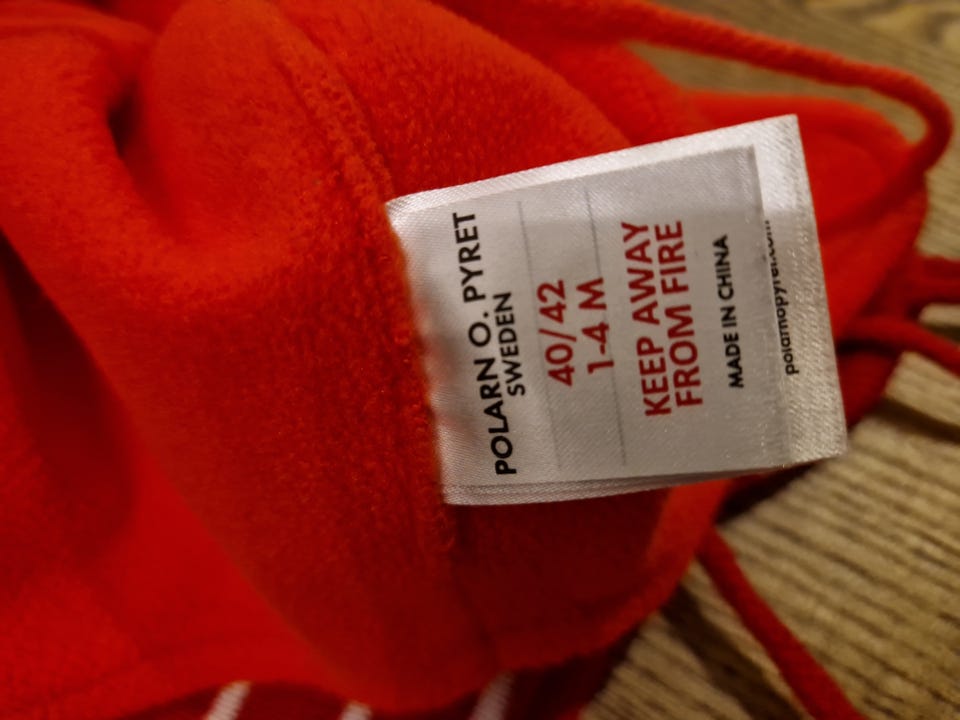 POLARN O. PYRET
SWEDEN
40/42
1-4 M
KEEP AWAY
FROM FIRE
MADE IN CHINA
polarnopyret.com